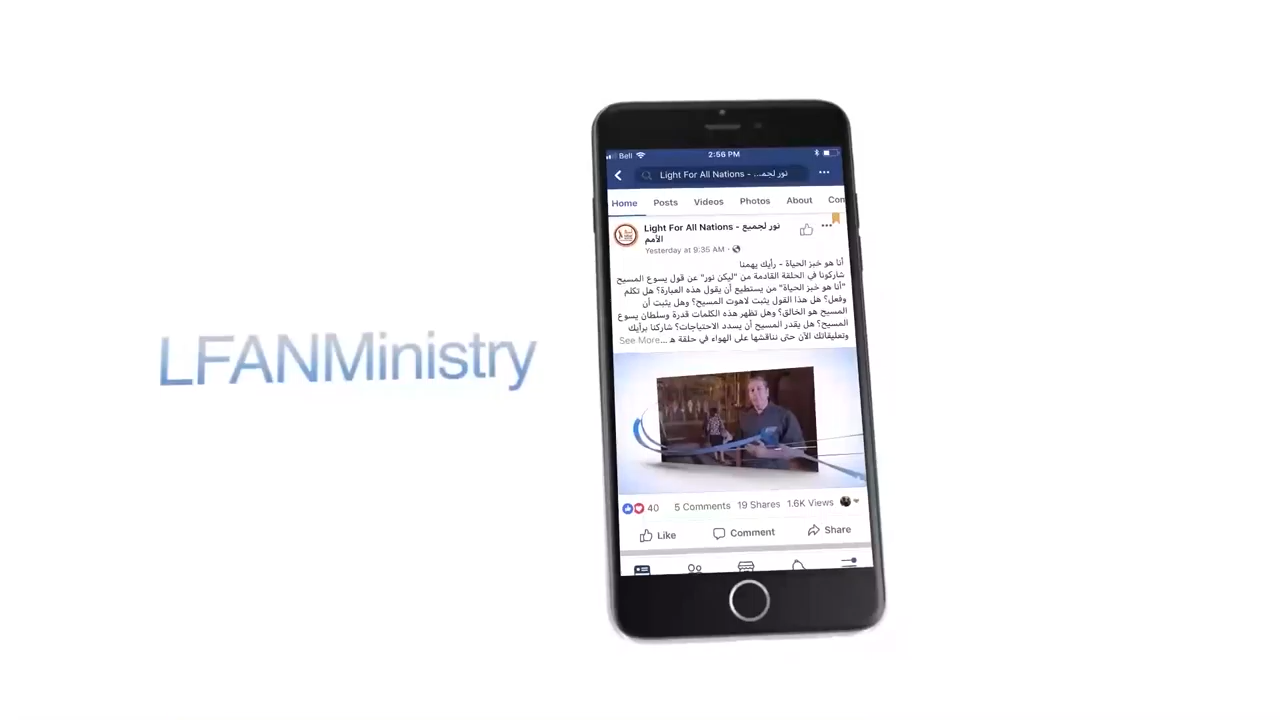 LFANMinistry
Bell
2:56 PM
Light For All Nations - نور لجمي...
Home Posts Videos Photos About Con
Light For All Nations - نور لجميع
الأمم
Yesterday at 9:35 AM
أنا هو خبز الحياة - رأيك يهمنا
شاركونا في الحلقة القادمة من "ليكن نور" عن قول يسوع المسيح
"أنا هو خبز الحياة" من يستطيع أن يقول هذه العبارة؟ هل تكلم
وفعل؟ هل هذا القول يثبت لاهوت المسيح؟ وهل يثبت أن
المسيح هو الخالق؟ وهل تظهر هذه الكلمات قدرة وسلطان يسوع
المسيح؟ هل يقدر المسيح أن يسدد الاحتياجات؟ شاركنا برأيك
وتعليقاتك الآن حتى نناقشها على الهواء في حلقة ه... See More
40 5 Comments 19 Shares 1.6K Views
Like Comment Share